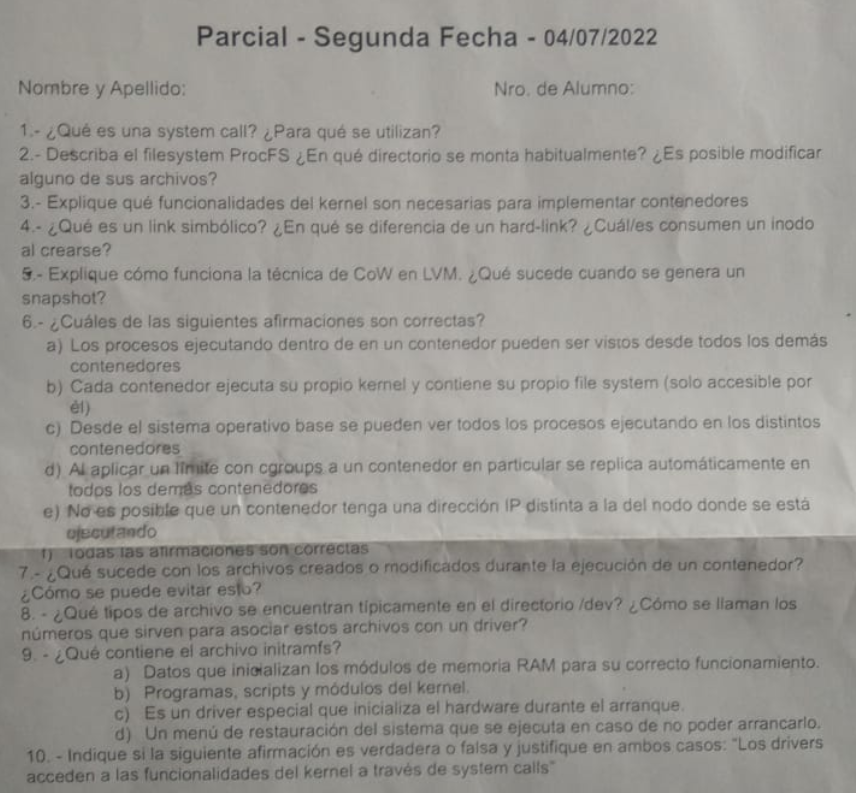 Parcial - Segunda Fecha - 04/07/2022
Nombre y Apellido: Nro. de Alumno:
1.- ¿Qué es una system call? ¿Para qué se utilizan?
2.- Describa el filesystem ProcFS ¿En qué directorio se monta habitualmente? ¿Es posible modificar
alguno de sus archivos?
3.- Explique qué funcionalidades del kernel son necesarias para implementar contenedores
4.- ¿Qué es un link simbólico? ¿En qué se diferencia de un hard-link? ¿Cuál/es consumen un inodo
al crearse?
5.- Explique cómo funciona la técnica de CoW en LVM. ¿Qué sucede cuando se genera un
snapshot?
6.- ¿Cuáles de las siguientes afirmaciones son correctas?
a) Los procesos ejecutando dentro de en un contenedor pueden ser vistos desde todos los demás
contenedores
b) Cada contenedor ejecuta su propio kernel y contiene su propio file system (solo accesible por
él)
c) Desde el sistema operativo base se pueden ver todos los procesos ejecutando en los distintos
contenedores
d) Al aplicar un límite con cgroups a un contenedor en particular se replica automáticamente en
todos los demás contenedores
e) No es posible que un contenedor tenga una dirección IP distinta a la del nodo donde se está
ejecutando
f) Todas las afirmaciones son correctas
7.- ¿Qué sucede con los archivos creados o modificados durante la ejecución de un contenedor?
¿Cómo se puede evitar esto?
8. - ¿Qué tipos de archivo se encuentran típicamente en el directorio /dev? ¿Cómo se llaman los
números que sirven para asociar estos archivos con un driver?
9. - ¿Qué contiene el archivo initramfs?
a) Datos que inicializan los módulos de memoria RAM para su correcto funcionamiento.
b) Programas, scripts y módulos del kernel.
c) Es un driver especial que inicializa el hardware durante el arranque.
d) Un menú de restauración del sistema que se ejecuta en caso de no poder arrancarlo.
10. - Indique si la siguiente afirmación es verdadera o falsa y justifique en ambos casos: "Los drivers
acceden a las funcionalidades del kernel a través de system calls"